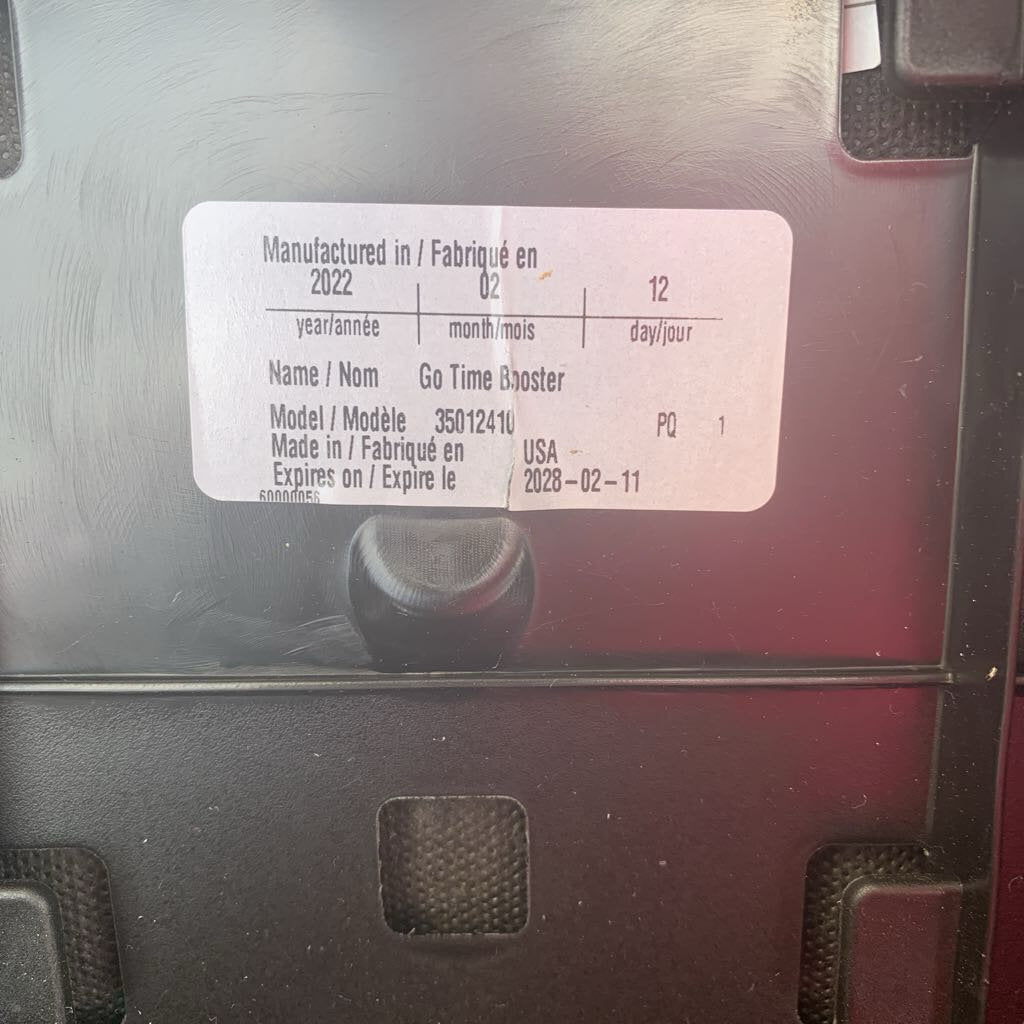 Manufactured in / Fabriqué en
2022 02 12
year/année month/mois day/jour
Name / Nom Go Time Booster
Model / Modèle 35012410 PQ 1
Made in / Fabriqué en USA
Expires on / Expire le 2028-02-11
60000056